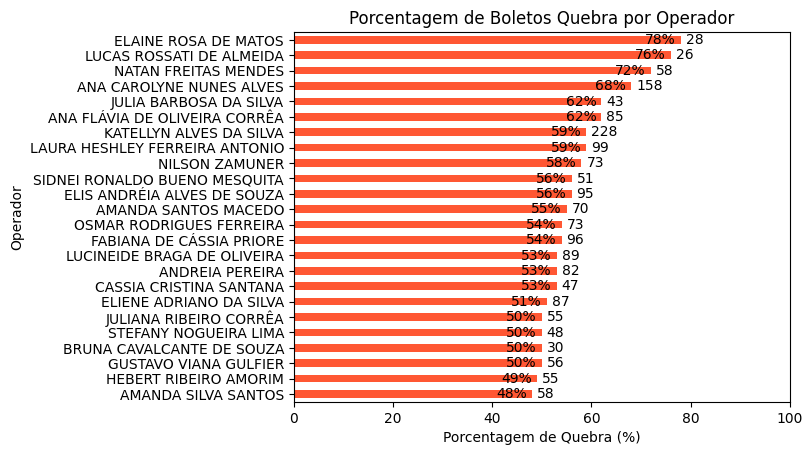 Porcentagem de Boletos Quebra por Operador
ELAINE ROSA DE MATOS 78% 28
LUCAS ROSSATI DE ALMEIDA 76% 26
NATAN FREITAS MENDES 72% 58
ANA CAROLYNE NUNES ALVES 68% 158
JULIA BARBOSA DA SILVA 62% 43
ANA FLÁVIA DE OLIVEIRA CORRÊA 62% 85
KATELLYN ALVES DA SILVA 59% 228
LAURA HESHLEY FERREIRA ANTONIO 59% 99
NILSON ZAMUNER 58% 73
SIDNEI RONALDO BUENO MESQUITA 56% 51
ELIS ANDRÉIA ALVES DE SOUZA 56% 95
AMANDA SANTOS MACEDO 55% 70
OSMAR RODRIGUES FERREIRA 54% 73
FABIANA DE CÁSSIA PRIORE 54% 96
LUCINEIDE BRAGA DE OLIVEIRA 53% 89
ANDREIA PEREIRA 53% 82
CASSIA CRISTINA SANTANA 53% 47
ELIENE ADRIANO DA SILVA 51% 87
JULIANA RIBEIRO CORRÊA 50% 55
STEFANY NOGUEIRA LIMA 50% 48
BRUNA CAVALCANTE DE SOUZA 50% 30
GUSTAVO VIANA GULFIER 50% 56
HEBERT RIBEIRO AMORIM 49% 55
AMANDA SILVA SANTOS 48% 58
Operador
0 20 40 60 80 100
Porcentagem de Quebra (%)